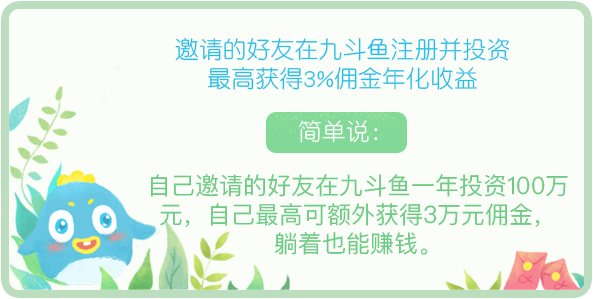 邀请的好友在九斗鱼注册并投资
最高获得3%佣金年化收益
简单说：
自己邀请的好友在九斗鱼一年投资100万
元，自己最高可额外获得3万元佣金，
躺着也能赚钱。